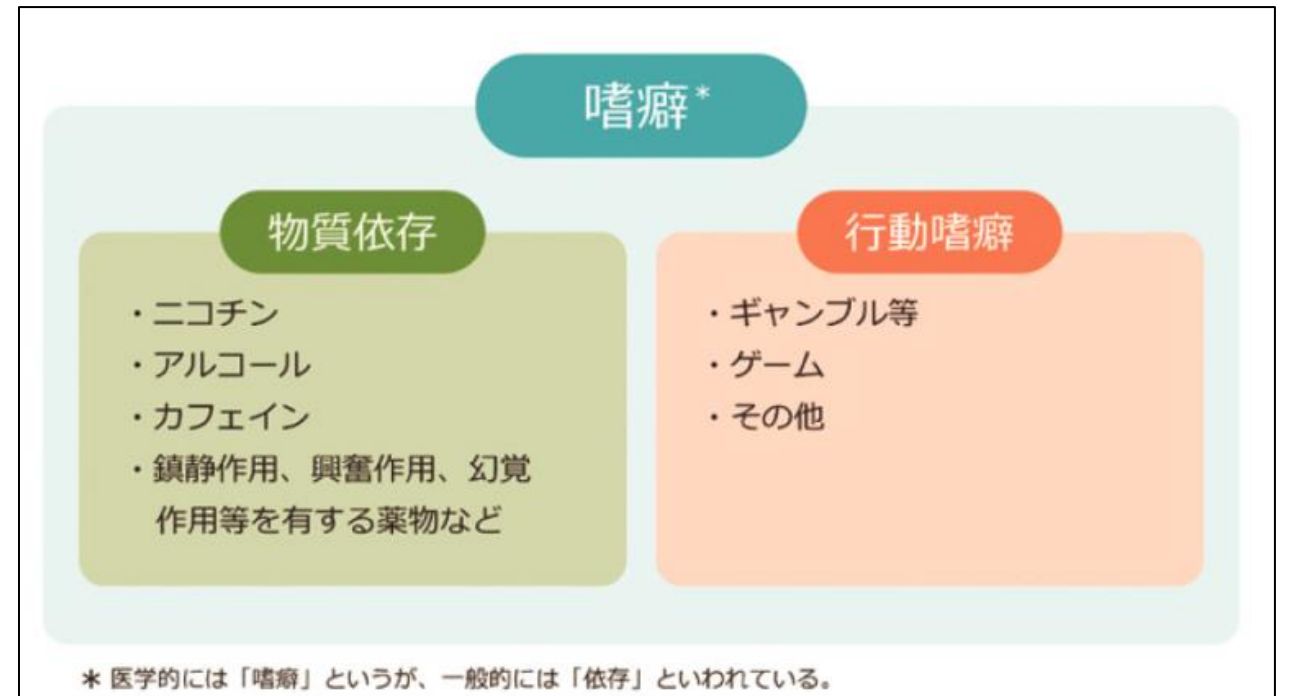 嗜癖*
物質依存
・ニコチン
・アルコール
・カフェイン
・鎮静作用、興奮作用、幻覚
作用等を有する薬物など
行動嗜癖
・ギャンブル等
・ゲーム
・その他
* 医学的には「嗜癖」というが、一般的には「依存」といわれている。